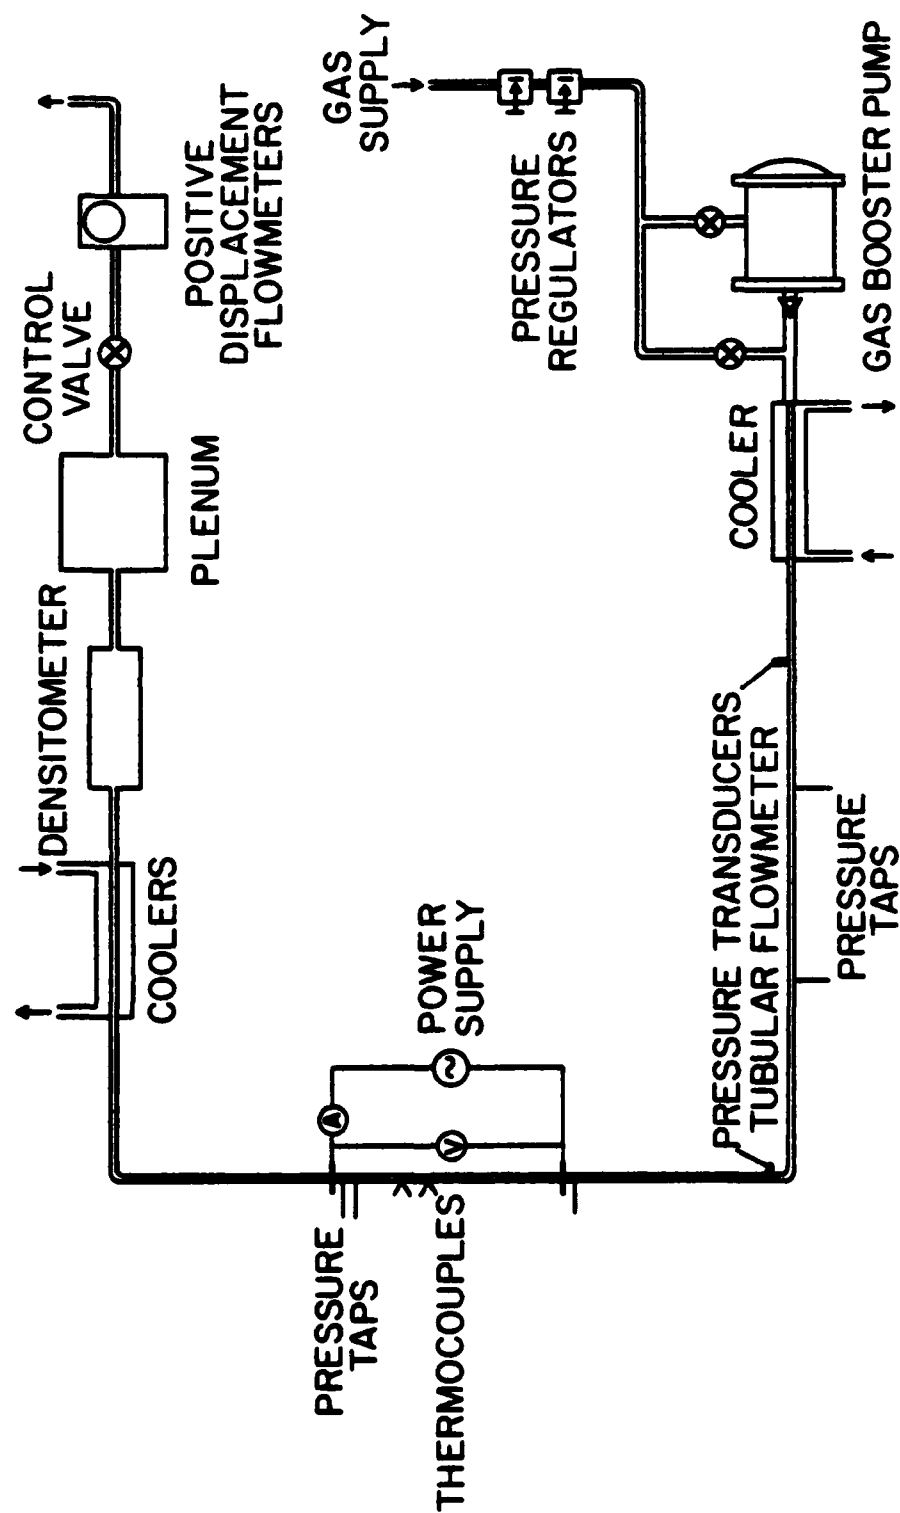 CONTROL
VALVE
DENSITOMETER
COOLERS
PLENUM
POSITIVE
DISPLACEMENT
FLOWMETERS
GAS
SUPPLY
PRESSURE
REGULATORS
POWER
SUPPLY
A
V
~
PRESSURE
TAPS
THERMOCOUPLES
PRESSURE TRANSDUCERS
TUBULAR FLOWMETER
COOLER
GAS BOOSTER PUMP
PRESSURE
TAPS